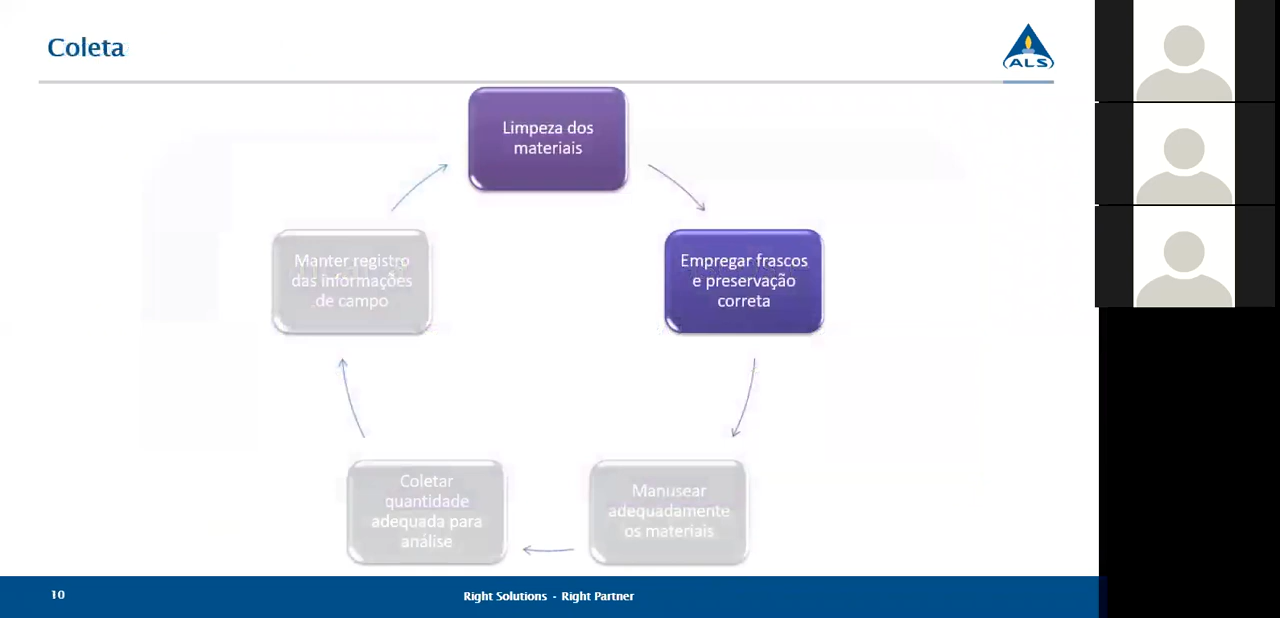 Coleta
ALS
Limpeza dos
materiais
Empregar frascos
e preservação
correta
Manusear
adequadamente
os materiais
Coletar
quantidade
adequada para
análise
Manter registro
das informações
de campo
10
Right Solutions - Right Partner